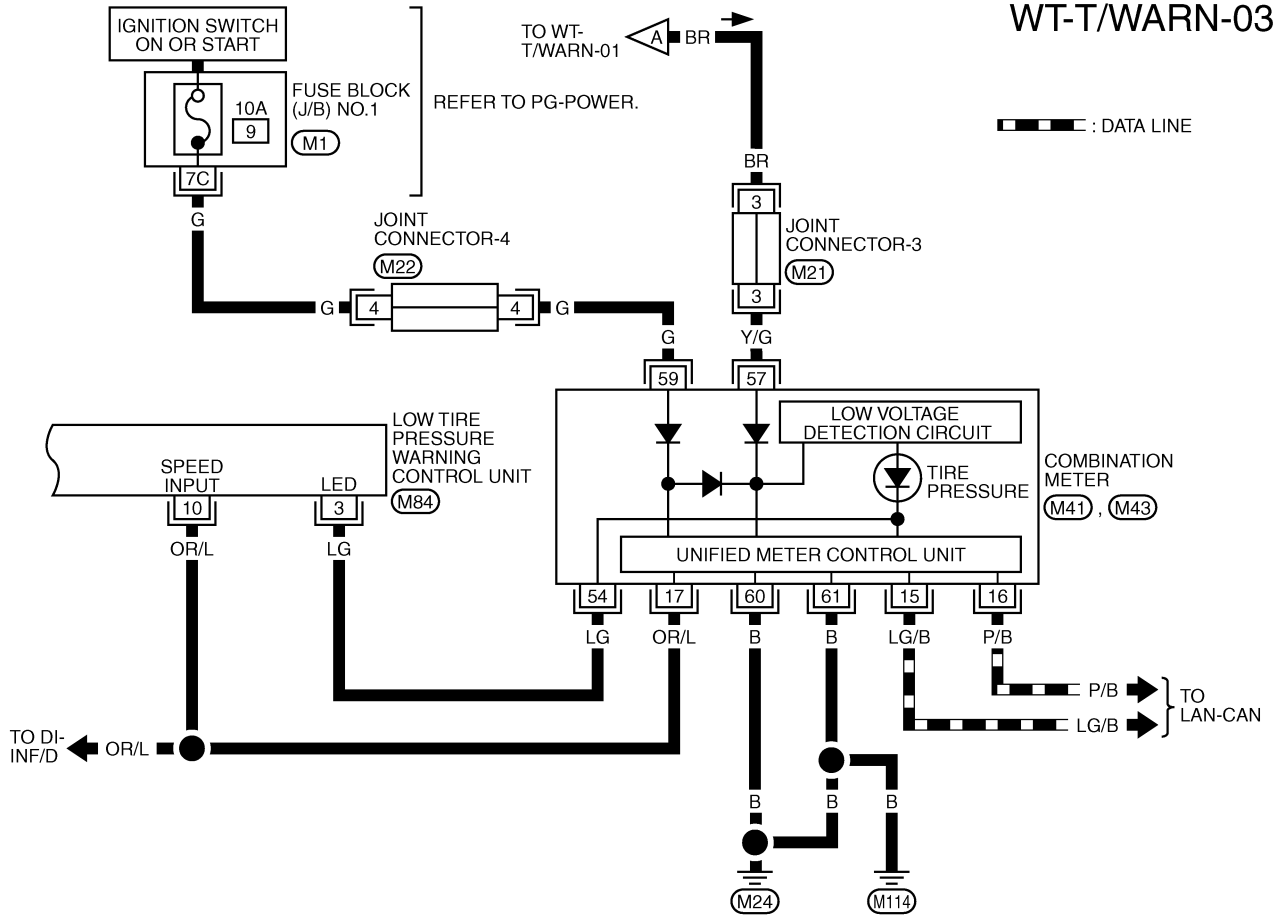 WT-T/WARN-03
IGNITION SWITCH
ON OR START
FUSE BLOCK
(J/B) NO.1
M1
10A
9
7C
REFER TO PG-POWER.
TO WT-
T/WARN-01
A
BR
: DATA LINE
BR
3
JOINT
CONNECTOR-3
M21
3
Y/G
G
JOINT
CONNECTOR-4
M22
G
4
4
G
G
59
57
LOW VOLTAGE
DETECTION CIRCUIT
TIRE
PRESSURE
COMBINATION
METER
M41 , M43
UNIFIED METER CONTROL UNIT
LOW TIRE
PRESSURE
WARNING
CONTROL UNIT
M84
SPEED
INPUT
LED
10
3
OR/L
LG
54
17
60
61
15
16
LG
OR/L
B
B
LG/B
P/B
P/B
LG/B
TO
LAN-CAN
TO DI-
INF/D
OR/L
B
B
B
M24
M114